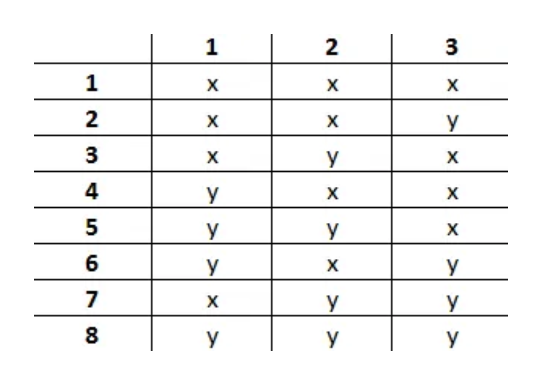 1 2 3
1 x x x
2 x x y
3 x y x
4 y x x
5 y y x
6 y x y
7 x y y
8 y y y